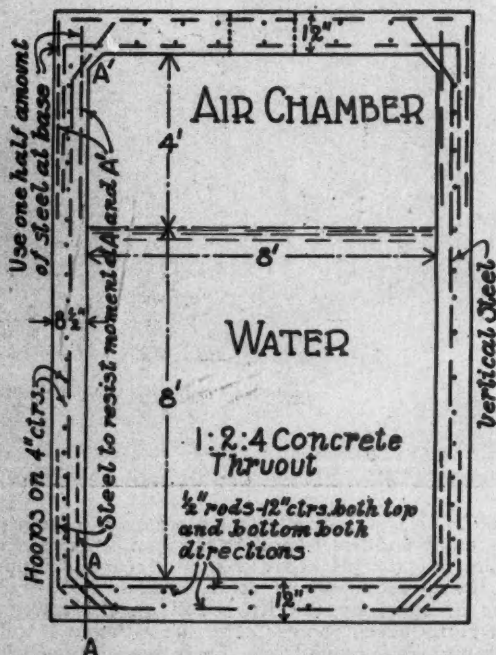 12"
A'
AIR CHAMBER
4'
Use one half amount
of steel at base
Steel to resist moment at A and A'
8'
8½"
WATER
Vertical Steel
8'
Hoops on 4" ctrs.
1:2:4 Concrete
Thruout
½" rods-12" ctrs. both top
and bottom both
directions
A
12"
A